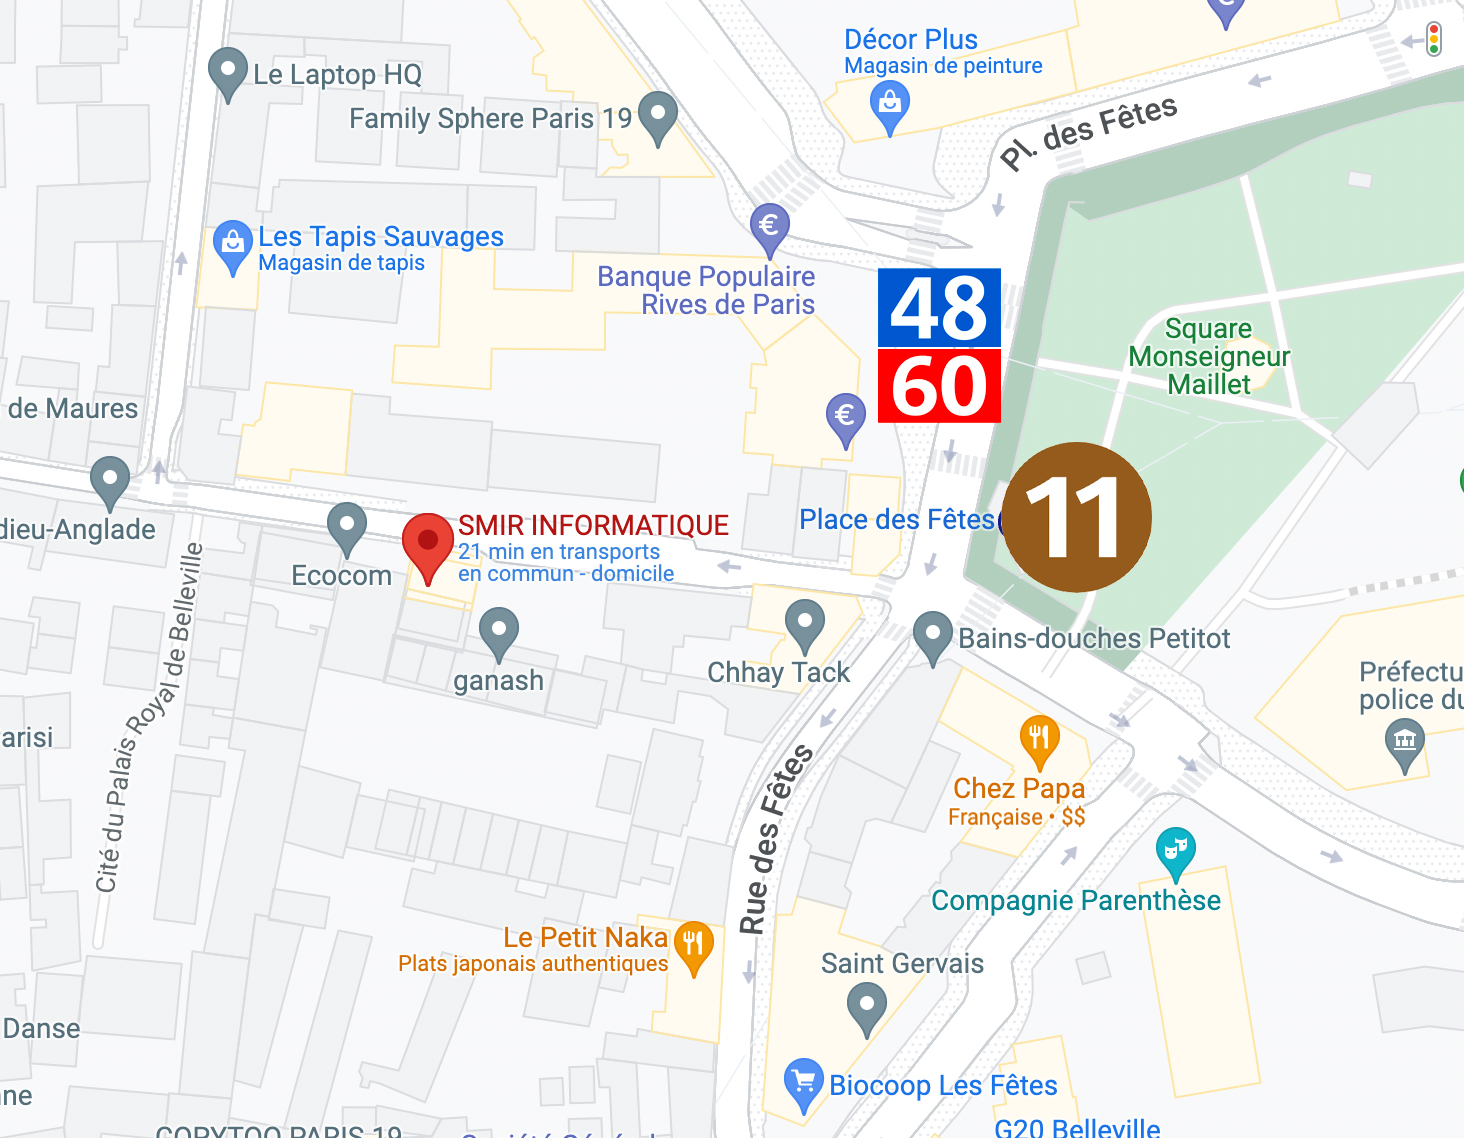 Décor Plus
Magasin de peinture
Le Laptop HQ
Family Sphere Paris 19
Pl. des Fêtes
Les Tapis Sauvages
Magasin de tapis
Banque Populaire
Rives de Paris
48
60
Square
Monseigneur
Maillet
de Maures
dieu-Anglade
SMIR INFORMATIQUE
21 min en transports
en commun - domicile
Place des Fêtes
11
Ecocom
Cité du Palais Royal de Belleville
ganash
Chhay Tack
Bains-douches Petitot
Préfectu
police du
arisi
Rue des Fêtes
Chez Papa
Française • $$
Compagnie Parenthèse
Le Petit Naka
Plats japonais authentiques
Saint Gervais
Danse
ne
Biocoop Les Fêtes
COPYTOO PARIS 19
G20 Belleville